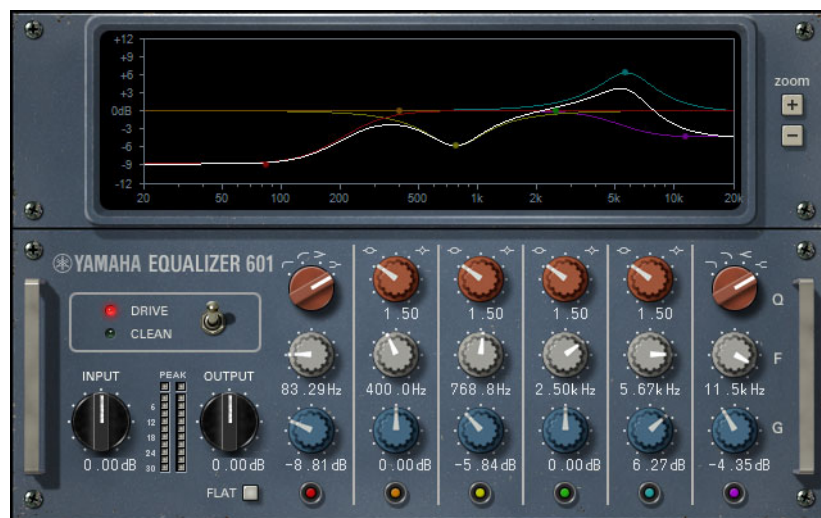 +12
+9
+6
+3
0dB
-3
-6
-9
-12
20 50 100 200 500 1k 2k 5k 10k 20k
zoom
+
−
YAMAHA EQUALIZER 601
DRIVE
CLEAN
INPUT PEAK OUTPUT
6
12
18
24
30
0.00dB 0.00dB
FLAT
1.50 1.50 1.50 1.50 Q
83.29Hz 400.0Hz 768.8Hz 2.50kHz 5.67kHz 11.5kHz F
-8.81dB 0.00dB -5.84dB 0.00dB 6.27dB -4.35dB G